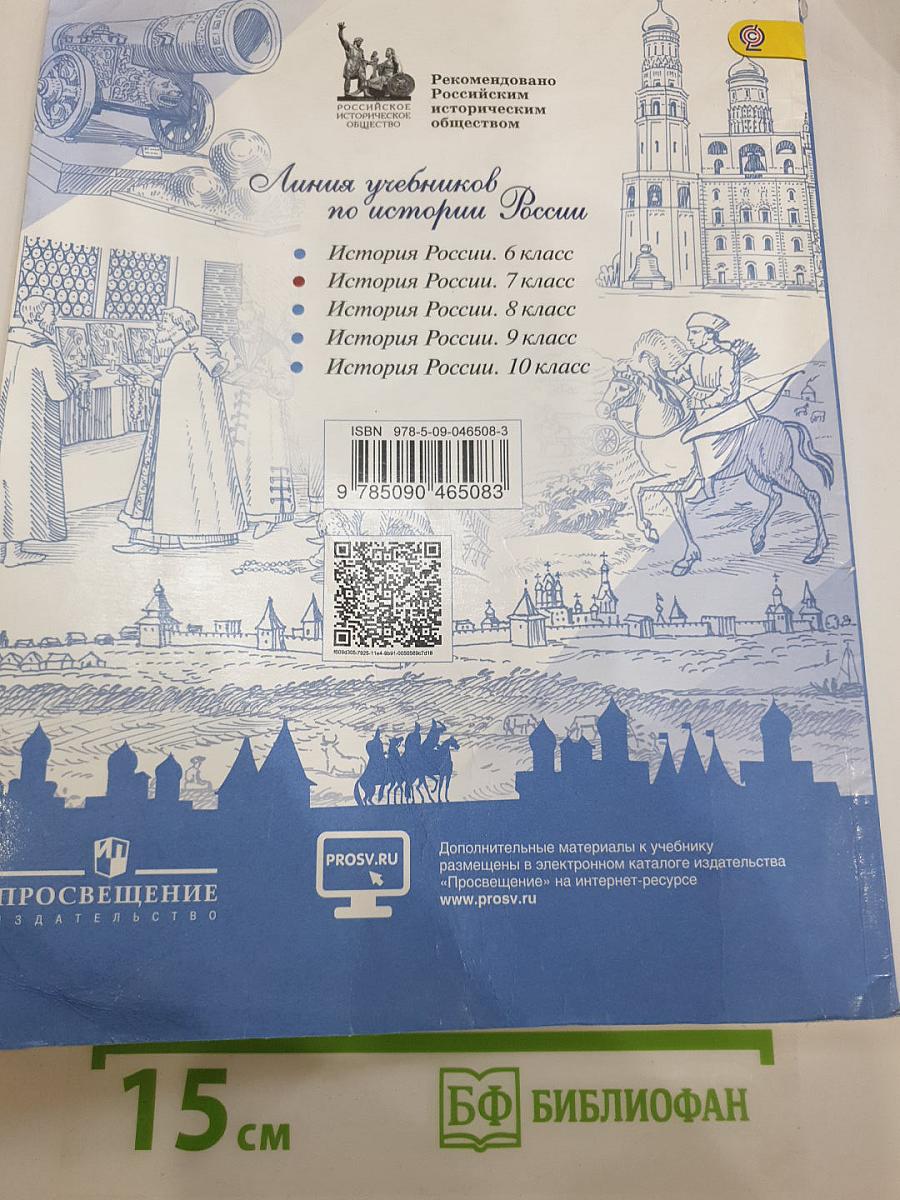 РОССИЙСКОЕ
ИСТОРИЧЕСКОЕ
ОБЩЕСТВО
Рекомендовано
Российским
историческим
обществом
Линия учебников
по истории России
История России. 6 класс
История России. 7 класс
История России. 8 класс
История России. 9 класс
История России. 10 класс
ISBN 978-5-09-046508-3
9 785090 465083
ИП
ПРОСВЕЩЕНИЕ
ЗДАТЕЛЬСТВО
PROSV.RU
Дополнительные материалы к учебнику
размещены в электронном каталоге издательства
«Просвещение» на интернет-ресурсе
www.prosv.ru
15 см
БФ БИБЛИОФАН